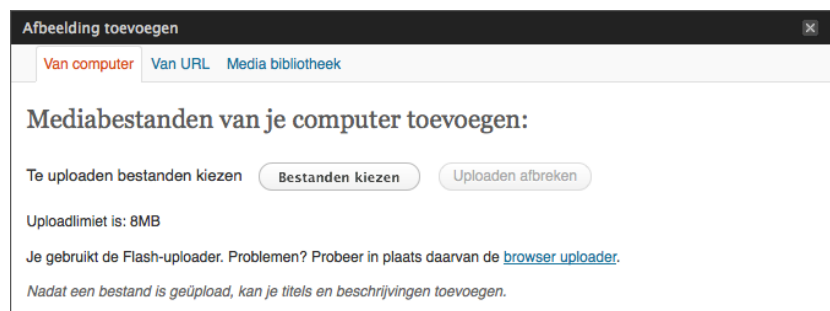 Afbeelding toevoegen
Van computer Van URL Media bibliotheek
Mediabestanden van je computer toevoegen:
Te uploaden bestanden kiezen Bestanden kiezen Uploaden afbreken
Uploadlimiet is: 8MB
Je gebruikt de Flash-uploader. Problemen? Probeer in plaats daarvan de browser uploader.
Nadat een bestand is geüpload, kan je titels en beschrijvingen toevoegen.